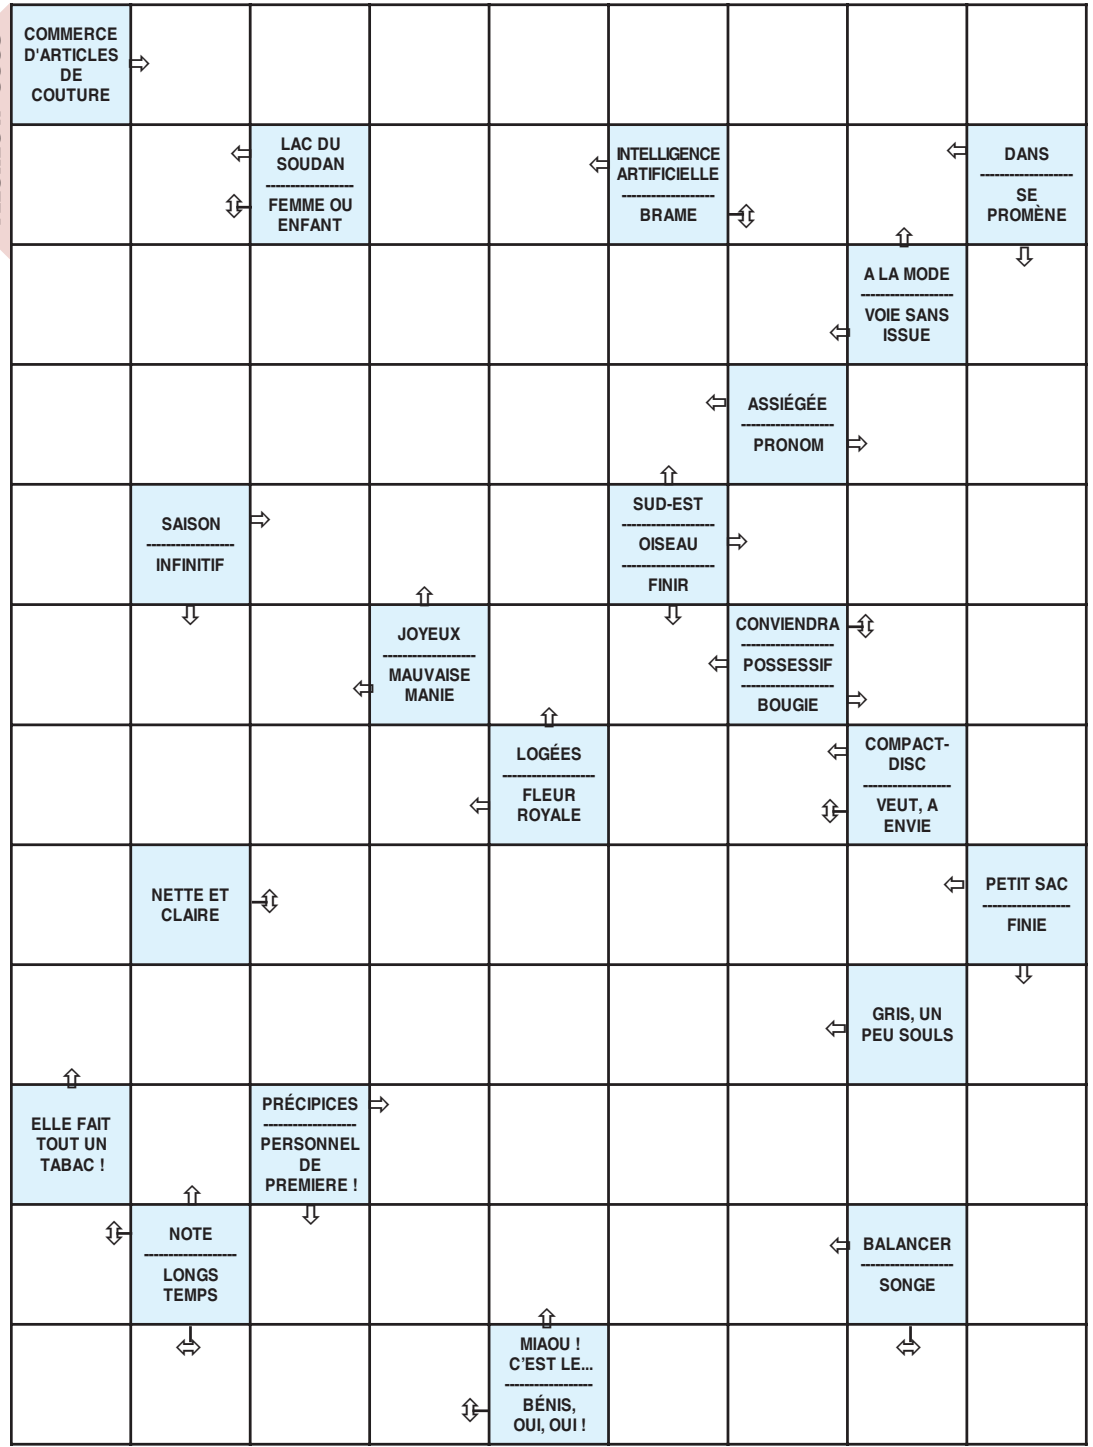 COMMERCE
D'ARTICLES
DE
COUTURE
LAC DU
SOUDAN
FEMME OU
ENFANT
INTELLIGENCE
ARTIFICIELLE
BRAME
DANS
SE
PROMÈNE
A LA MODE
VOIE SANS
ISSUE
ASSIÉGÉE
PRONOM
SAISON
INFINITIF
SUD-EST
OISEAU
FINIR
JOYEUX
MAUVAISE
MANIE
CONVIENDRA
POSSESSIF
BOUGIE
LOGÉES
FLEUR
ROYALE
COMPACT-
DISC
VEUT, A
ENVIE
NETTE ET
CLAIRE
PETIT SAC
FINIE
GRIS, UN
PEU SOULS
ELLE FAIT
TOUT UN
TABAC !
PRÉCIPICES
PERSONNEL
DE
PREMIERE !
NOTE
LONGS
TEMPS
BALANCER
SONGE
MIAOU !
C'EST LE...
BÉNIS,
OUI, OUI !